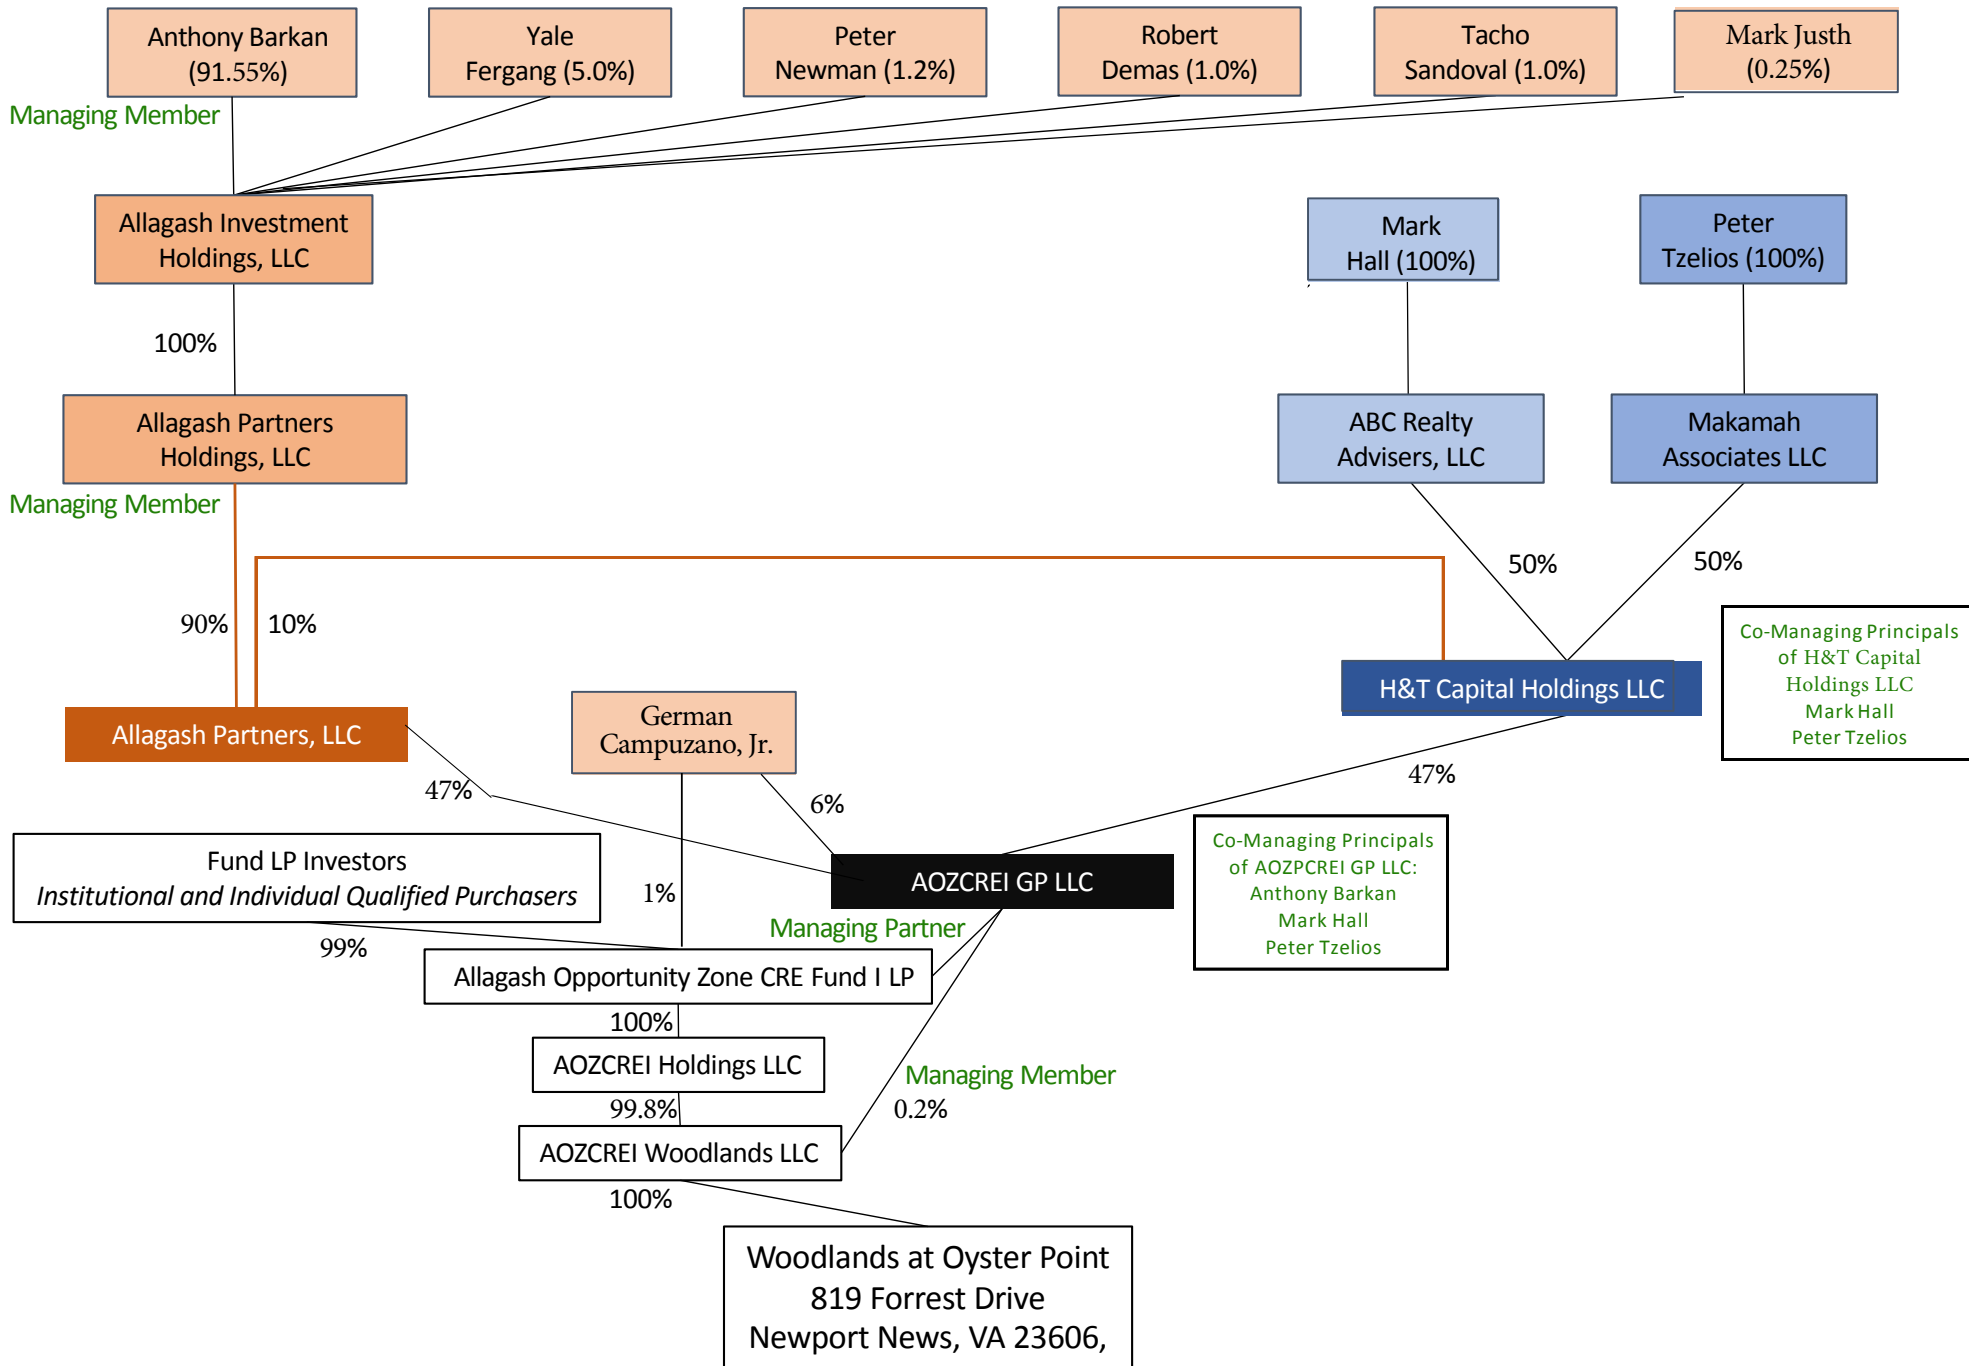 Anthony Barkan
(91.55%)
Yale
Fergang (5.0%)
Peter
Newman (1.2%)
Robert
Demas (1.0%)
Tacho
Sandoval (1.0%)
Mark Justh
(0.25%)
Managing Member
Allagash Investment
Holdings, LLC
Mark
Hall (100%)
Peter
Tzelios (100%)
100%
Allagash Partners
Holdings, LLC
ABC Realty
Advisers, LLC
Makamah
Associates LLC
Managing Member
50%
50%
90%
10%
Co-Managing Principals
of H&T Capital
Holdings LLC
Mark Hall
Peter Tzelios
H&T Capital Holdings LLC
Allagash Partners, LLC
German
Campuzano, Jr.
47%
6%
47%
Fund LP Investors
Institutional and Individual Qualified Purchasers
AOZCREI GP LLC
Co-Managing Principals
of AOZPCREI GP LLC:
Anthony Barkan
Mark Hall
Peter Tzelios
1%
99%
Managing Partner
Allagash Opportunity Zone CRE Fund I LP
100%
AOZCREI Holdings LLC
Managing Member
99.8%
0.2%
AOZCREI Woodlands LLC
100%
Woodlands at Oyster Point
819 Forrest Drive
Newport News, VA 23606,